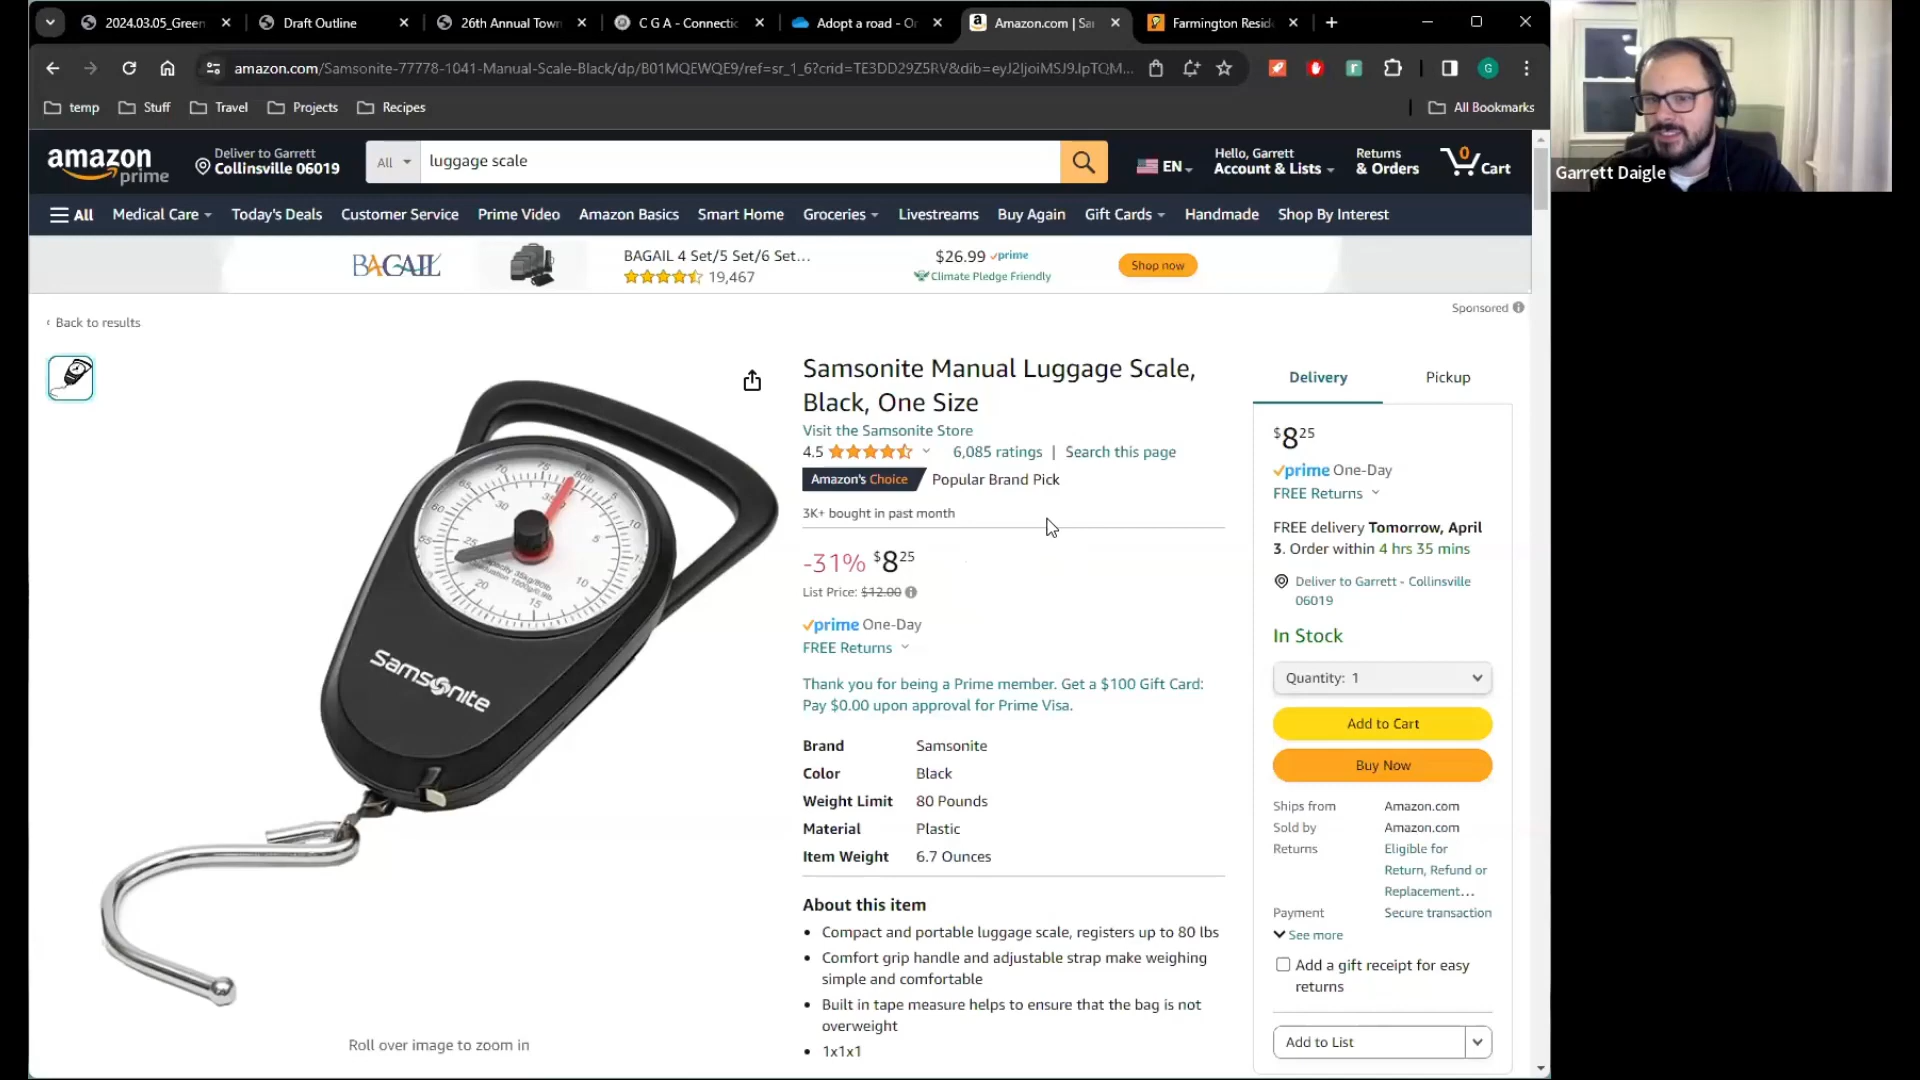 2024.03.05_Green
Draft Outline
26th Annual Town
C G A - Connectic
Adopt a road - Or
Amazon.com | Sa
Farmington Resid
amazon.com/Samsonite-77778-1041-Manual-Scale-Black/dp/B01MQEWQE9/ref=sr_1_6?crid=TE3DD29Z5RV&dib=eyJ2IjoiMSJ9.IpTQM...
temp
Stuff
Travel
Projects
Recipes
All Bookmarks
amazon prime
Deliver to Garrett
Collinsville 06019
All
luggage scale
EN
Hello, Garrett
Account & Lists
Returns
& Orders
0
Cart
All
Medical Care
Today's Deals
Customer Service
Prime Video
Amazon Basics
Smart Home
Groceries
Livestreams
Buy Again
Gift Cards
Handmade
Shop By Interest
BAGAIL
BAGAIL 4 Set/5 Set/6 Set...
19,467
$26.99 prime
Climate Pledge Friendly
Shop now
Sponsored
‹ Back to results
Samsonite
Roll over image to zoom in
Samsonite Manual Luggage Scale,
Black, One Size
Visit the Samsonite Store
4.5
6,085 ratings | Search this page
Amazon's Choice Popular Brand Pick
3K+ bought in past month
-31% $8 25
List Price: $12.00
prime One-Day
FREE Returns
Thank you for being a Prime member. Get a $100 Gift Card:
Pay $0.00 upon approval for Prime Visa.
Brand Samsonite
Color Black
Weight Limit 80 Pounds
Material Plastic
Item Weight 6.7 Ounces
About this item
• Compact and portable luggage scale, registers up to 80 lbs
• Comfort grip handle and adjustable strap make weighing
simple and comfortable
• Built in tape measure helps to ensure that the bag is not
overweight
• 1x1x1
Delivery
Pickup
$8 25
prime One-Day
FREE Returns
FREE delivery Tomorrow, April
3. Order within 4 hrs 35 mins
Deliver to Garrett - Collinsville
06019
In Stock
Quantity: 1
Add to Cart
Buy Now
Ships from Amazon.com
Sold by Amazon.com
Returns Eligible for
Return, Refund or
Replacement...
Payment Secure transaction
See more
Add a gift receipt for easy
returns
Add to List
Garrett Daigle